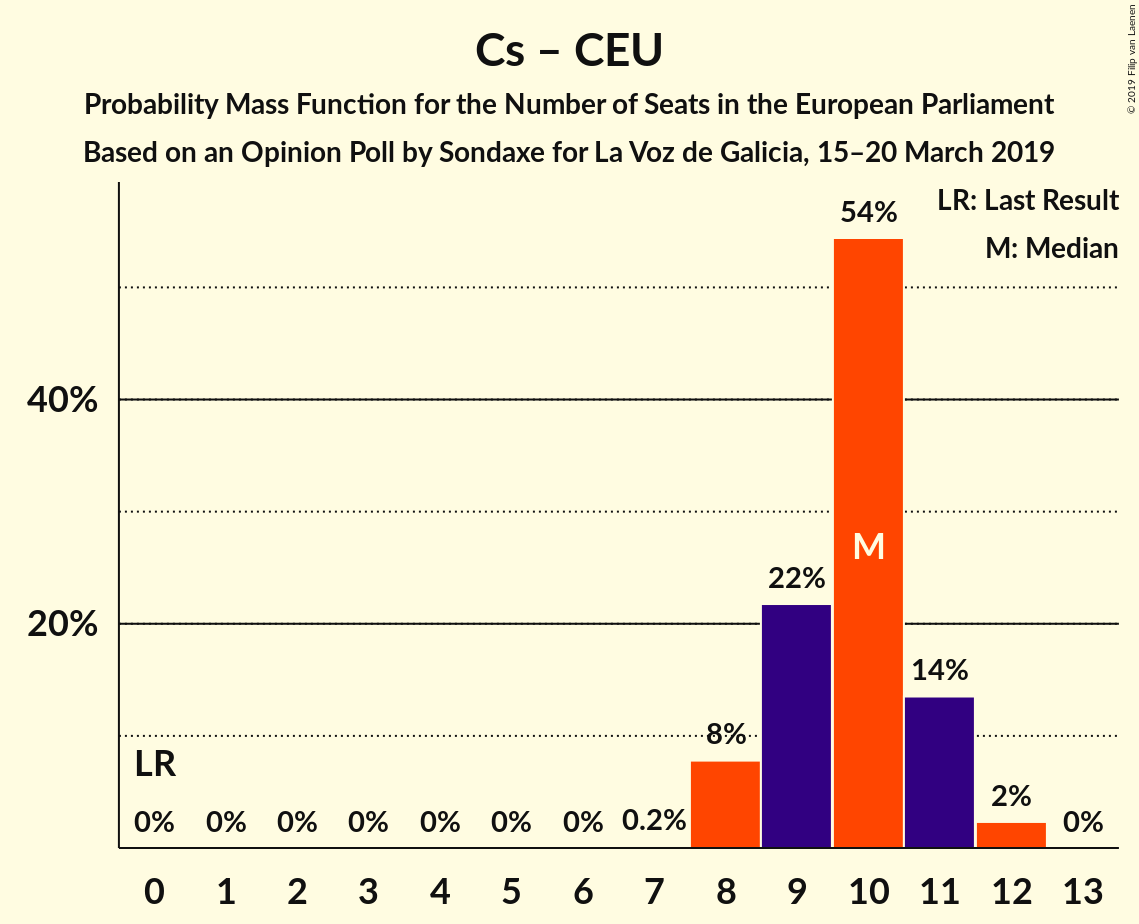 Cs – CEU
Probability Mass Function for the Number of Seats in the European Parliament
Based on an Opinion Poll by Sondaxe for La Voz de Galicia, 15–20 March 2019
© 2019 Filip van Laenen
LR: Last Result
M: Median
54%
40%
M
22%
20%
14%
8%
LR
2%
0% 0% 0% 0% 0% 0% 0% 0.2% 0%
0 1 2 3 4 5 6 7 8 9 10 11 12 13